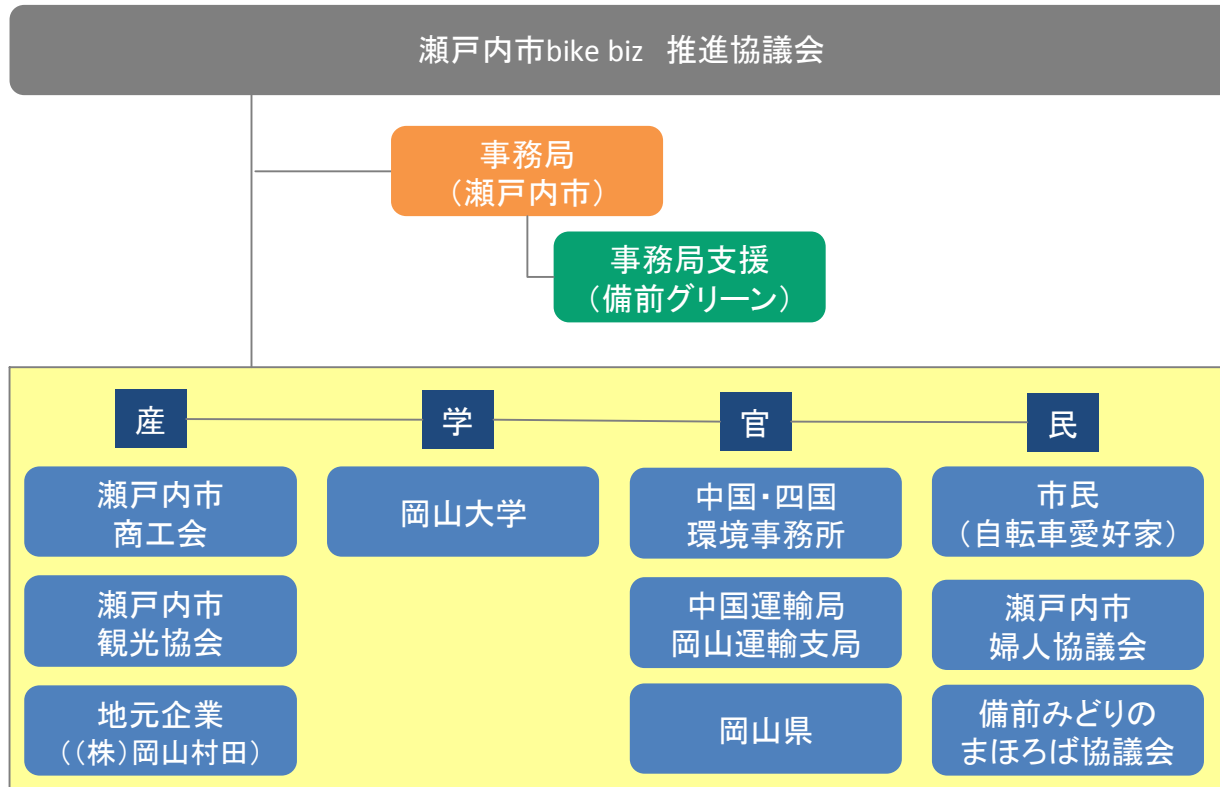 瀬戸内市bike biz 推進協議会
事務局
（瀬戸内市）
事務局支援
（備前グリーン）
産
学
官
民
瀬戸内市
商工会
岡山大学
中国・四国
環境事務所
市民
（自転車愛好家）
瀬戸内市
観光協会
中国運輸局
岡山運輸支局
瀬戸内市
婦人協議会
地元企業
（（株）岡山村田）
岡山県
備前みどりの
まほろば協議会